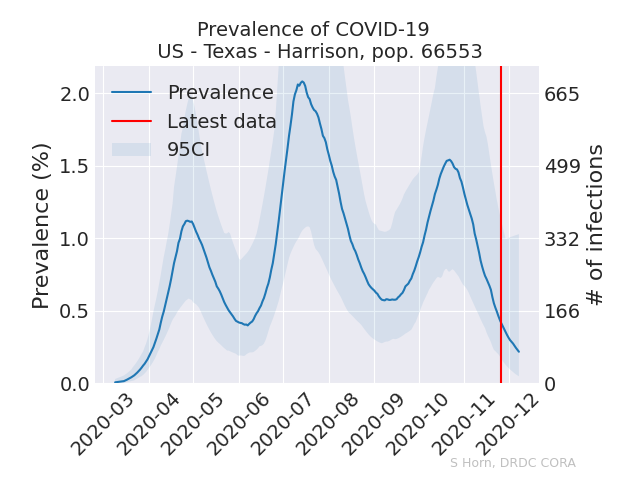 Prevalence of COVID-19
US - Texas - Harrison, pop. 66553
Prevalence
Latest data
95CI
Prevalence (%)
2.0
1.5
1.0
0.5
0.0
665
499
332
166
0
# of infections
2020-03
2020-04
2020-05
2020-06
2020-07
2020-08
2020-09
2020-10
2020-11
2020-12
S Horn, DRDC CORA